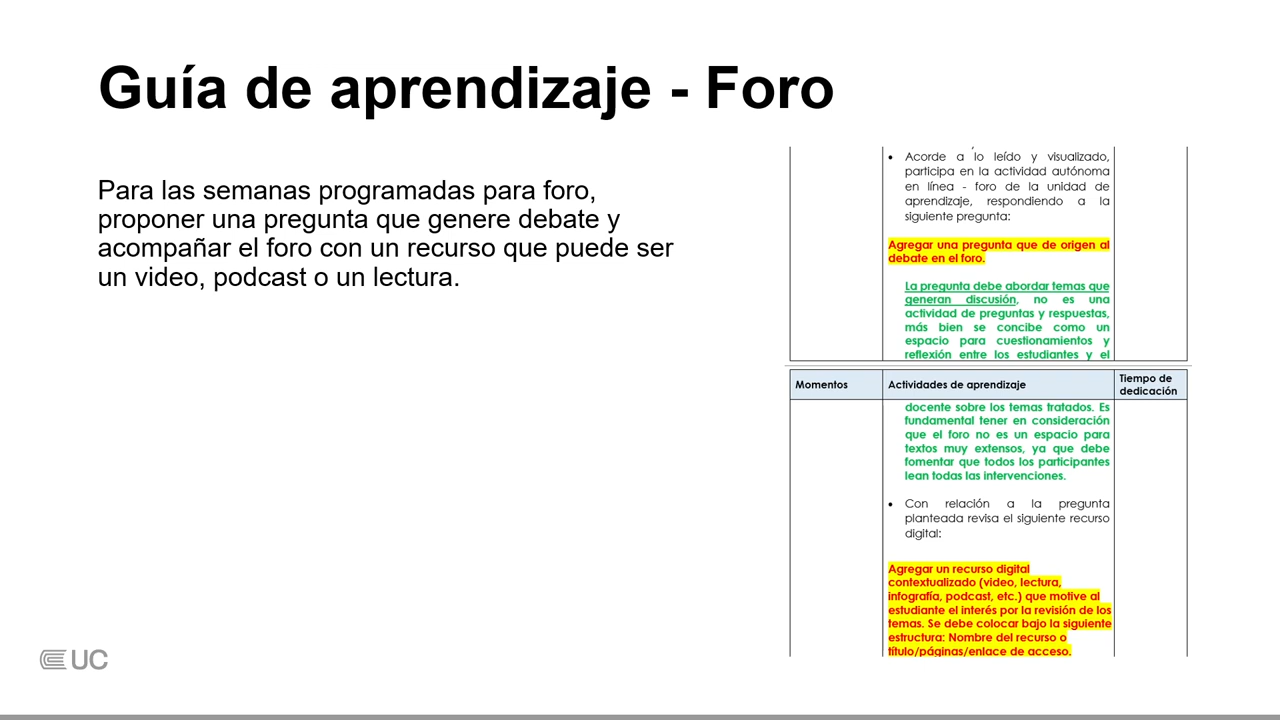 Guía de aprendizaje - Foro
Para las semanas programadas para foro,
proponer una pregunta que genere debate y
acompañar el foro con un recurso que puede ser
un video, podcast o un lectura.
• Acorde a lo leído y visualizado,
participa en la actividad autónoma
en línea - foro de la unidad de
aprendizaje, respondiendo a la
siguiente pregunta:
Agregar una pregunta que de origen al
debate en el foro.
La pregunta debe abordar temas que
generan discusión, no es una
actividad de preguntas y respuestas,
más bien se concibe como un
espacio para cuestionamientos y
reflexión entre los estudiantes y el
Momentos
Actividades de aprendizaje
Tiempo de
dedicación
docente sobre los temas tratados. Es
fundamental tener en consideración
que el foro no es un espacio para
textos muy extensos, ya que debe
fomentar que todos los participantes
lean todas las intervenciones.
• Con relación a la pregunta
planteada revisa el siguiente recurso
digital:
Agregar un recurso digital
contextualizado (video, lectura,
infografía, podcast, etc.) que motive al
estudiante el interés por la revisión de los
temas. Se debe colocar bajo la siguiente
estructura: Nombre del recurso o
título/páginas/enlace de acceso.
UC